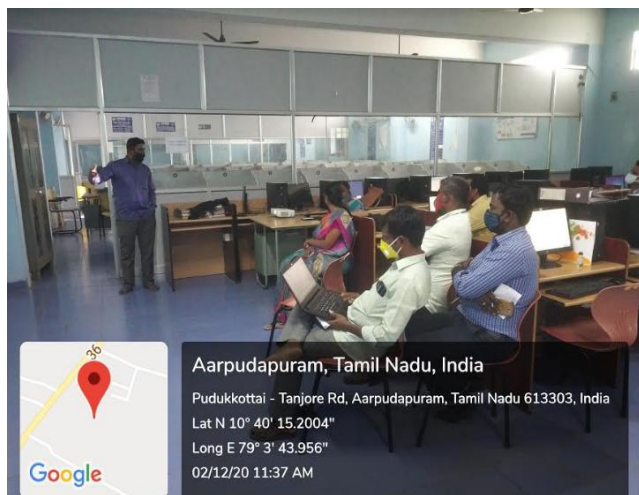 36
Google
Aarpudapuram, Tamil Nadu, India
Pudukkottai - Tanjore Rd, Aarpudapuram, Tamil Nadu 613303, India
Lat N 10° 40' 15.2004"
Long E 79° 3' 43.956"
02/12/20 11:37 AM